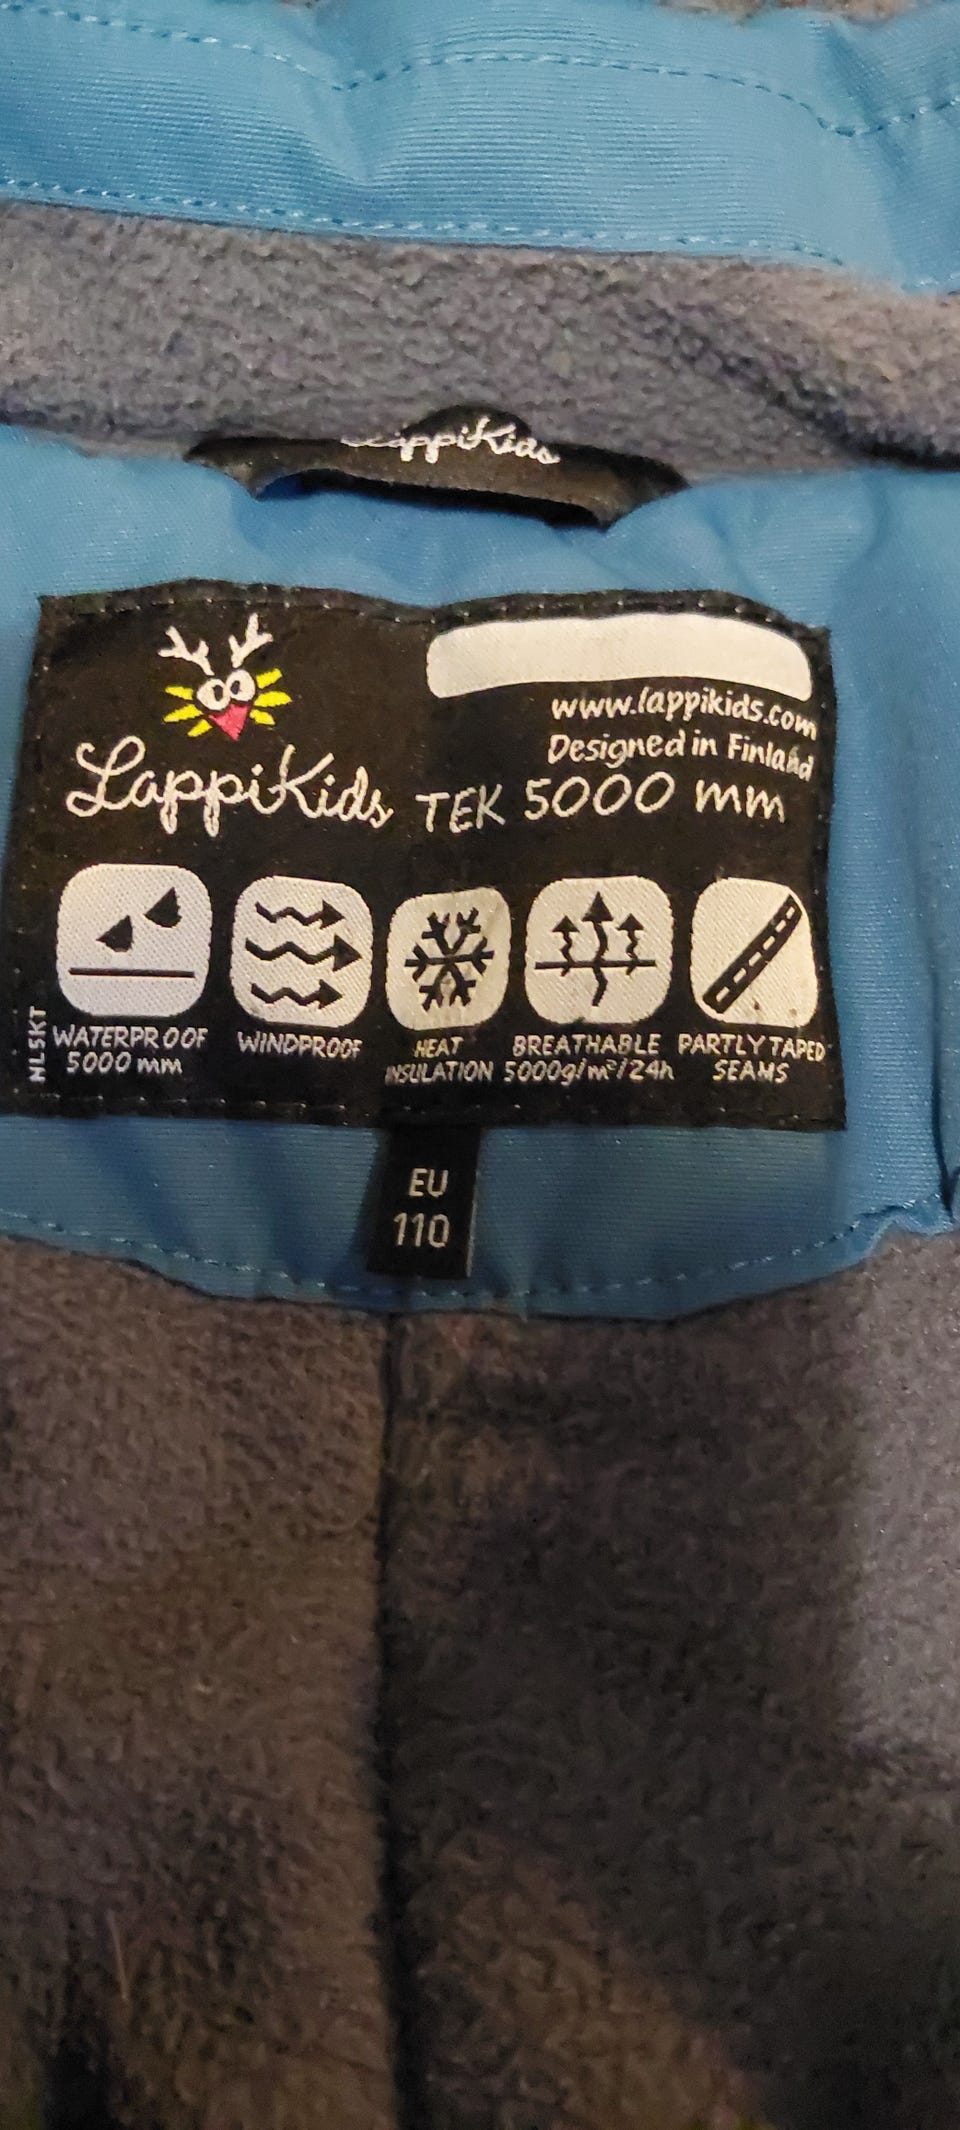 LappiKids
www.lappikids.com
Designed in Finland
LappiKids TEK 5000 mm
NLSKT
WATERPROOF
5000 mm
WINDPROOF
HEAT
INSULATION
BREATHABLE
5000g/m²/24h
PARTLY TAPED
SEAMS
EU
110